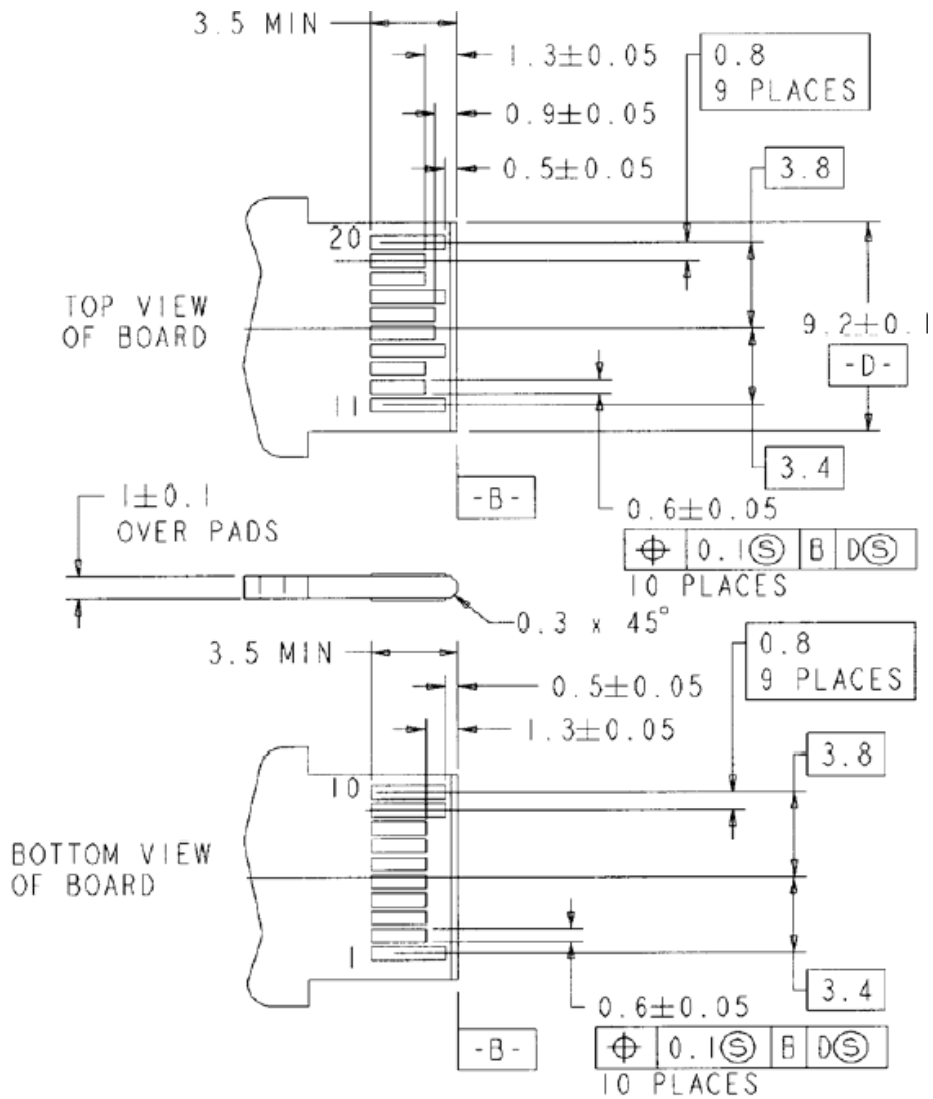 3.5 MIN
1.3±0.05
0.8
9 PLACES
0.9±0.05
0.5±0.05
3.8
20
TOP VIEW
OF BOARD
9.2±0.1
-D-
11
3.4
-B-
1±0.1
OVER PADS
0.6±0.05
⌖ 0.1Ⓢ B DⓈ
10 PLACES
0.3 x 45°
3.5 MIN
0.8
9 PLACES
0.5±0.05
1.3±0.05
3.8
10
BOTTOM VIEW
OF BOARD
1
3.4
0.6±0.05
-B-
⌖ 0.1Ⓢ B DⓈ
10 PLACES